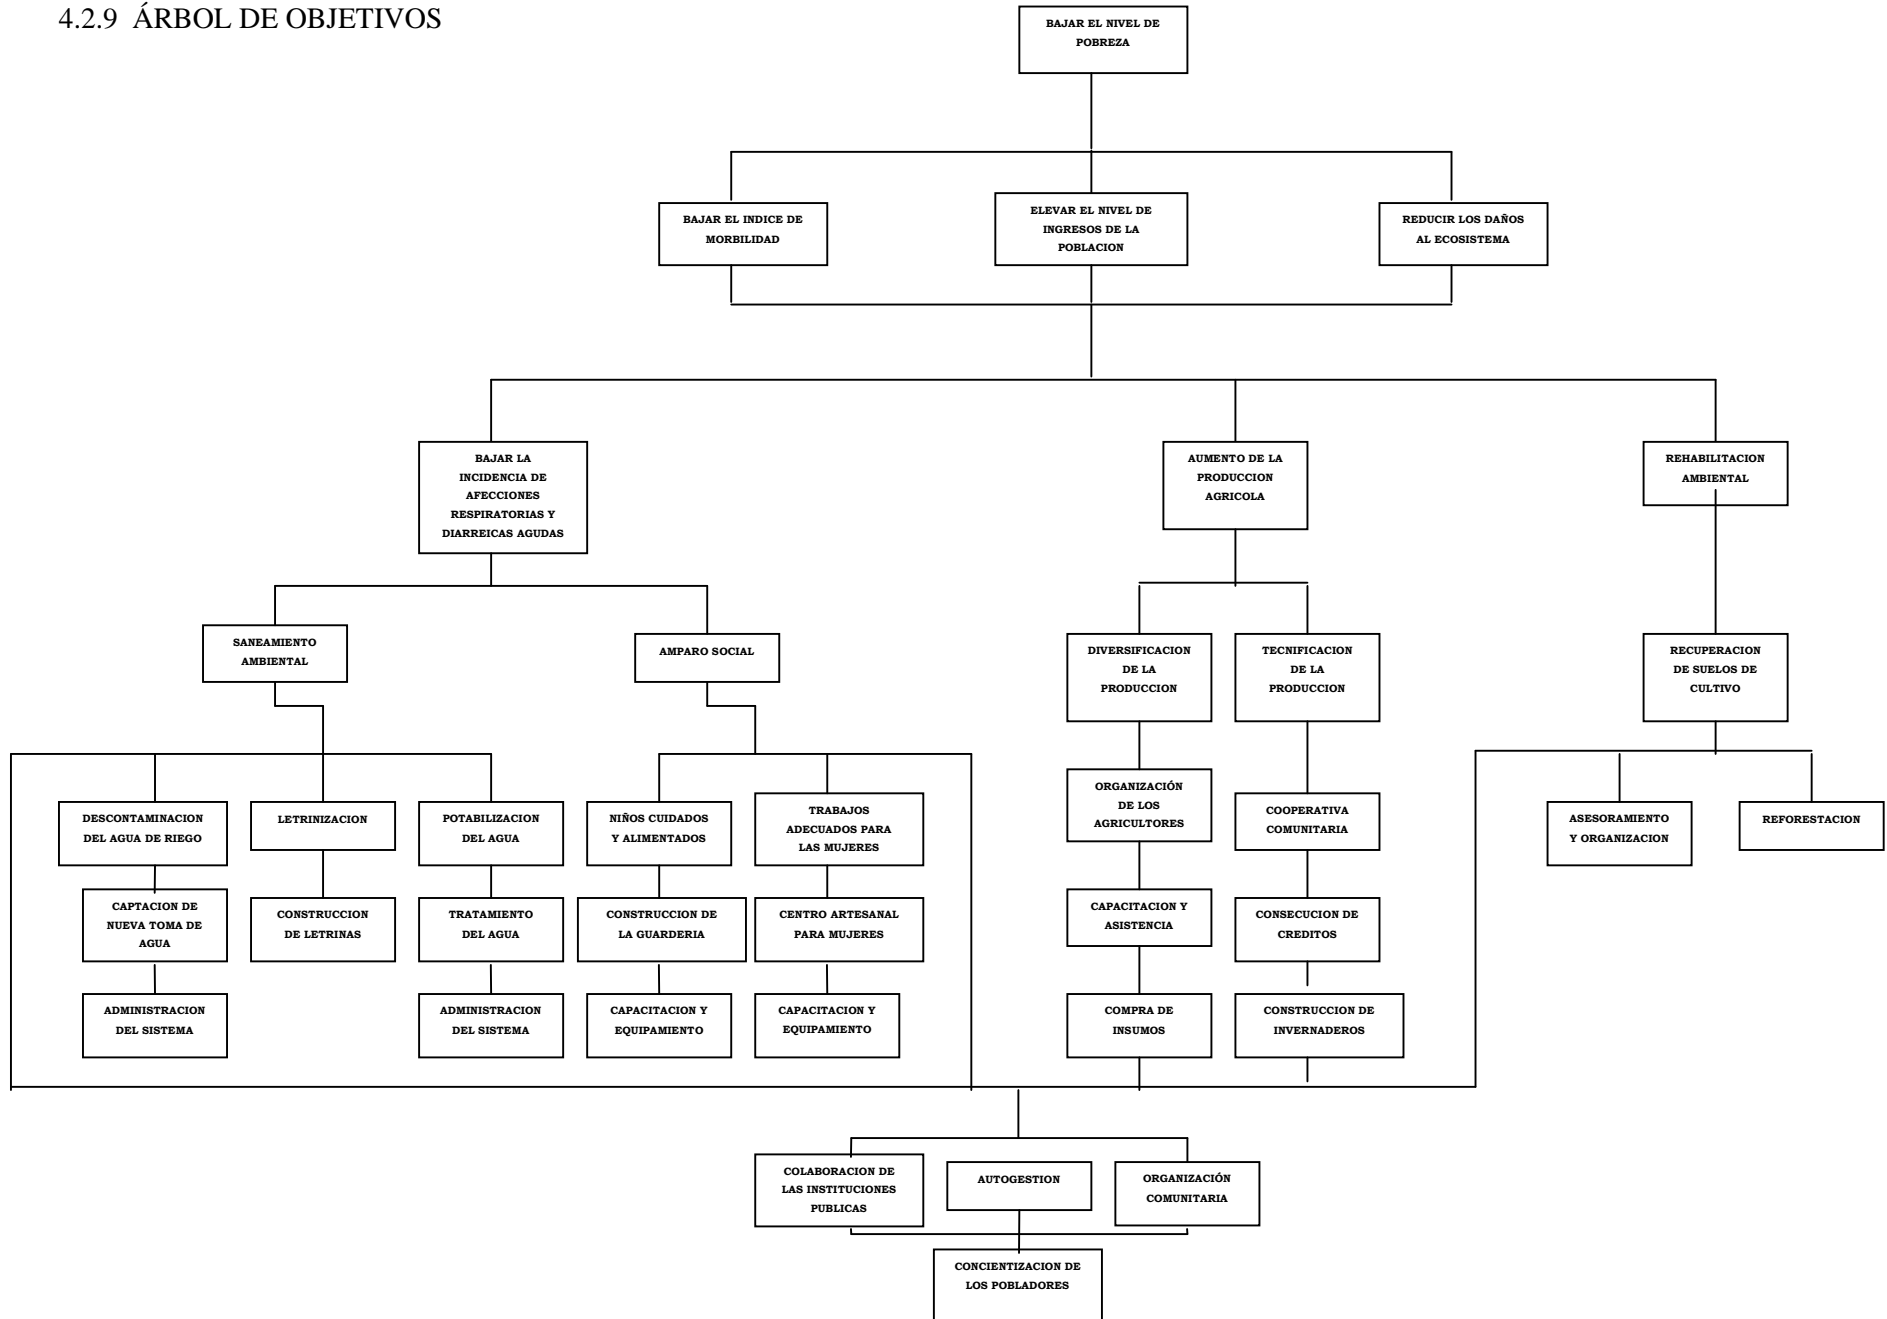 4.2.9 ÁRBOL DE OBJETIVOS
BAJAR EL NIVEL DE
POBREZA
BAJAR EL INDICE DE
MORBILIDAD
ELEVAR EL NIVEL DE
INGRESOS DE LA
POBLACION
REDUCIR LOS DAÑOS
AL ECOSISTEMA
BAJAR LA
INCIDENCIA DE
AFECCIONES
RESPIRATORIAS Y
DIARREICAS AGUDAS
AUMENTO DE LA
PRODUCCION
AGRICOLA
REHABILITACION
AMBIENTAL
SANEAMIENTO
AMBIENTAL
AMPARO SOCIAL
DIVERSIFICACION
DE LA
PRODUCCION
TECNIFICACION
DE LA
PRODUCCION
RECUPERACION
DE SUELOS DE
CULTIVO
DESCONTAMINACION
DEL AGUA DE RIEGO
LETRINIZACION
POTABILIZACION
DEL AGUA
NIÑOS CUIDADOS
Y ALIMENTADOS
TRABAJOS
ADECUADOS PARA
LAS MUJERES
ORGANIZACIÓN
DE LOS
AGRICULTORES
COOPERATIVA
COMUNITARIA
ASESORAMIENTO
Y ORGANIZACION
REFORESTACION
CAPTACION DE
NUEVA TOMA DE
AGUA
CONSTRUCCION
DE LETRINAS
TRATAMIENTO
DEL AGUA
CONSTRUCCION DE
LA GUARDERIA
CENTRO ARTESANAL
PARA MUJERES
CAPACITACION Y
ASISTENCIA
CONSECUCION DE
CREDITOS
ADMINISTRACION
DEL SISTEMA
ADMINISTRACION
DEL SISTEMA
CAPACITACION Y
EQUIPAMIENTO
CAPACITACION Y
EQUIPAMIENTO
COMPRA DE
INSUMOS
CONSTRUCCION DE
INVERNADEROS
COLABORACION DE
LAS INSTITUCIONES
PUBLICAS
AUTOGESTION
ORGANIZACIÓN
COMUNITARIA
CONCIENTIZACION DE
LOS POBLADORES